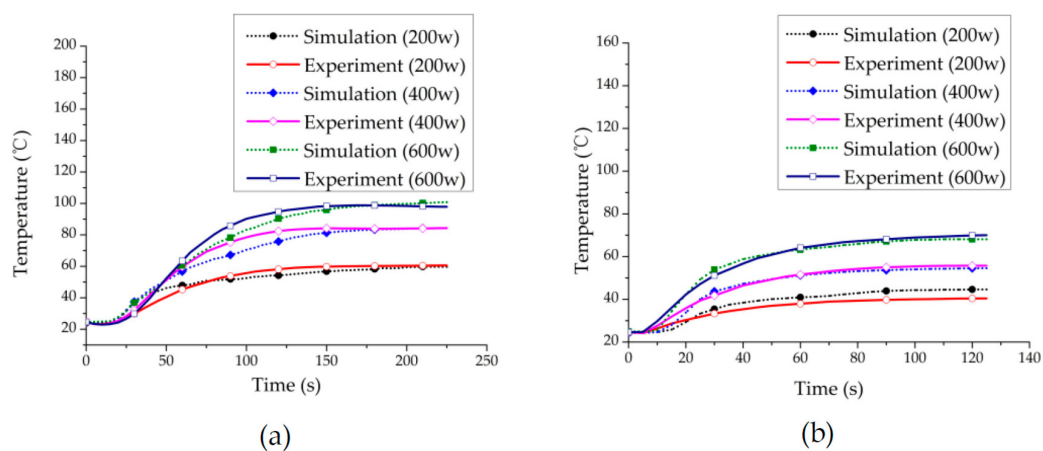 Simulation (200w)
Experiment (200w)
Simulation (400w)
Experiment (400w)
Simulation (600w)
Experiment (600w)
200
180
160
140
120
100
80
60
40
20
Temperature (℃)
0
50
100
150
200
250
Time (s)
(a)
Simulation (200w)
Experiment (200w)
Simulation (400w)
Experiment (400w)
Simulation (600w)
Experiment (600w)
160
140
120
100
80
60
40
20
Temperature (℃)
0
20
40
60
80
100
120
140
Time (s)
(b)